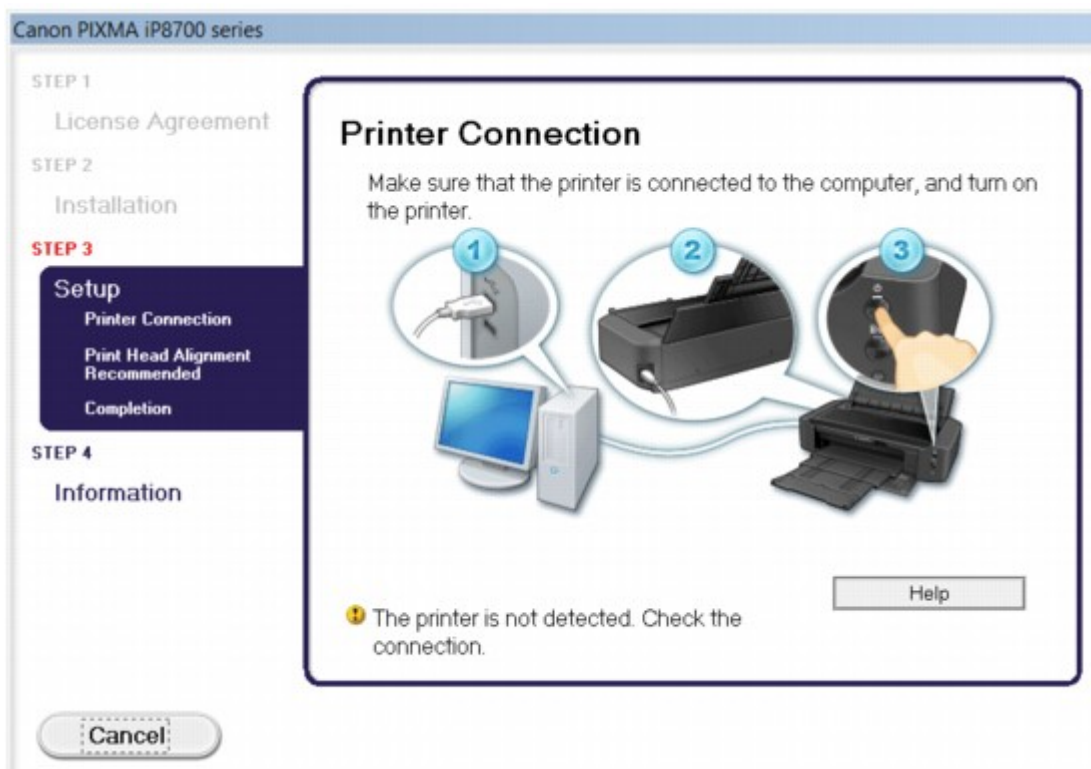 Canon PIXMA iP8700 series
STEP 1
License Agreement
STEP 2
Installation
STEP 3
Setup
Printer Connection
Print Head Alignment
Recommended
Completion
STEP 4
Information
Printer Connection
Make sure that the printer is connected to the computer, and turn on
the printer.
1
2
3
The printer is not detected. Check the
connection.
Help
Cancel